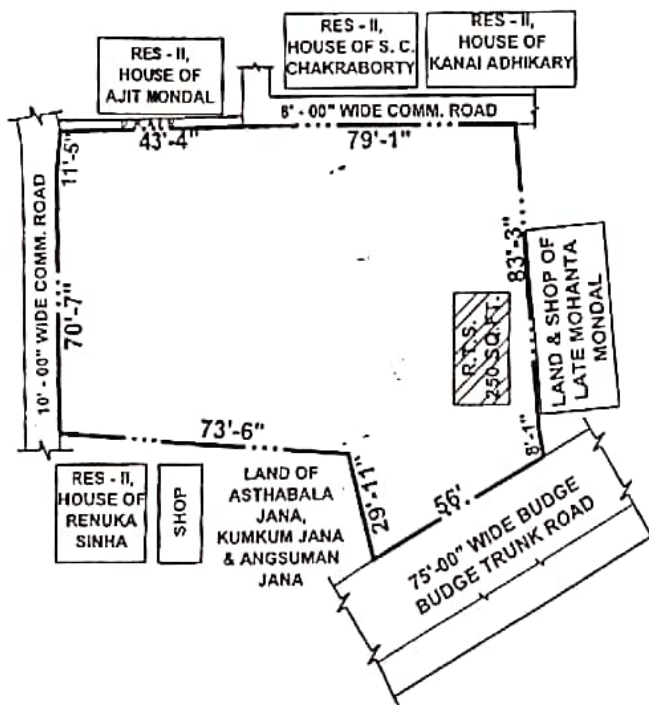 RES - II,
HOUSE OF
AJIT MONDAL
RES - II,
HOUSE OF S. C.
CHAKRABORTY
RES - II,
HOUSE OF
KANAI ADHIKARY
8' - 00" WIDE COMM. ROAD
43'-4"
79'-1"
11'-5"
10' - 00" WIDE COMM. ROAD
70'-7"
83'-3"
R.T.S.
250 SQ.FT.
LAND & SHOP OF
LATE MOHANTA
MONDAL
8'-1"
73'-6"
29'-11"
56'
RES - II,
HOUSE OF
RENUKA
SINHA
SHOP
LAND OF
ASTHABALA
JANA,
KUMKUM JANA
& ANGSUMAN
JANA
75'-00" WIDE BUDGE
BUDGE TRUNK ROAD